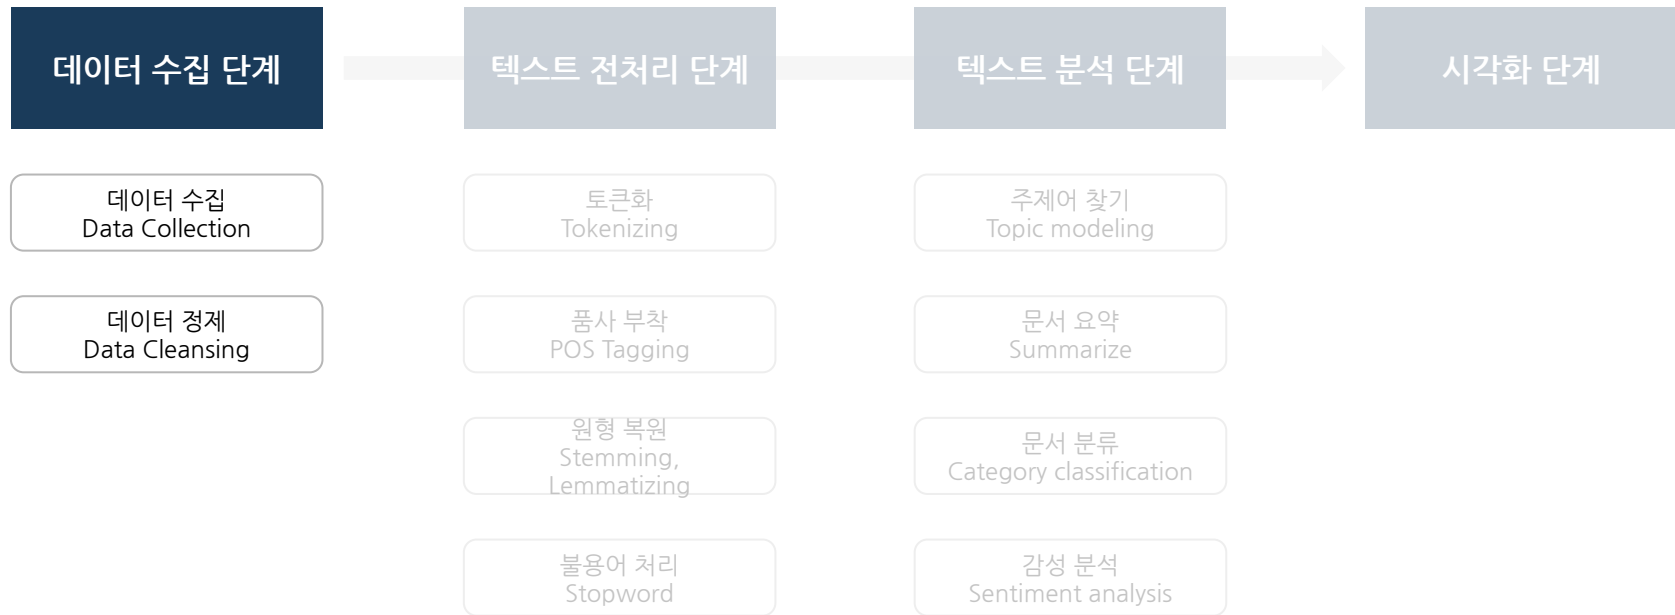 데이터 수집 단계
텍스트 전처리 단계
텍스트 분석 단계
시각화 단계
데이터 수집
Data Collection
데이터 정제
Data Cleansing
토큰화
Tokenizing
품사 부착
POS Tagging
원형 복원
Stemming,
Lemmatizing
불용어 처리
Stopword
주제어 찾기
Topic modeling
문서 요약
Summarize
문서 분류
Category classification
감성 분석
Sentiment analysis